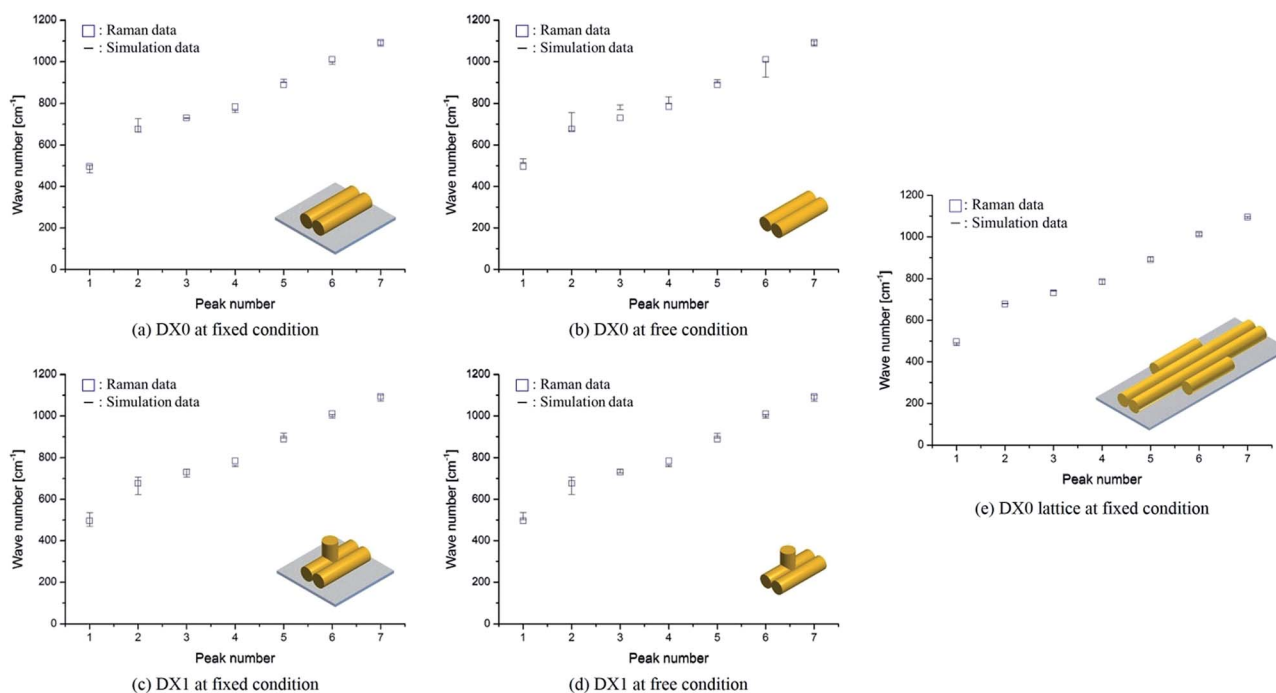 1200
□ : Raman data
− : Simulation data
1000
800
600
400
200
0
Wave number [cm⁻¹]
1 2 3 4 5 6 7
Peak number
(a) DX0 at fixed condition
1200
□ : Raman data
− : Simulation data
1000
800
600
400
200
0
Wave number [cm⁻¹]
1 2 3 4 5 6 7
Peak number
(b) DX0 at free condition
1200
□ : Raman data
− : Simulation data
1000
800
600
400
200
0
Wave number [cm⁻¹]
1 2 3 4 5 6 7
Peak number
(c) DX1 at fixed condition
1200
□ : Raman data
− : Simulation data
1000
800
600
400
200
0
Wave number [cm⁻¹]
1 2 3 4 5 6 7
Peak number
(d) DX1 at free condition
1200
□ : Raman data
− : Simulation data
1000
800
600
400
200
0
Wave number [cm⁻¹]
1 2 3 4 5 6 7
Peak number
(e) DX0 lattice at fixed condition